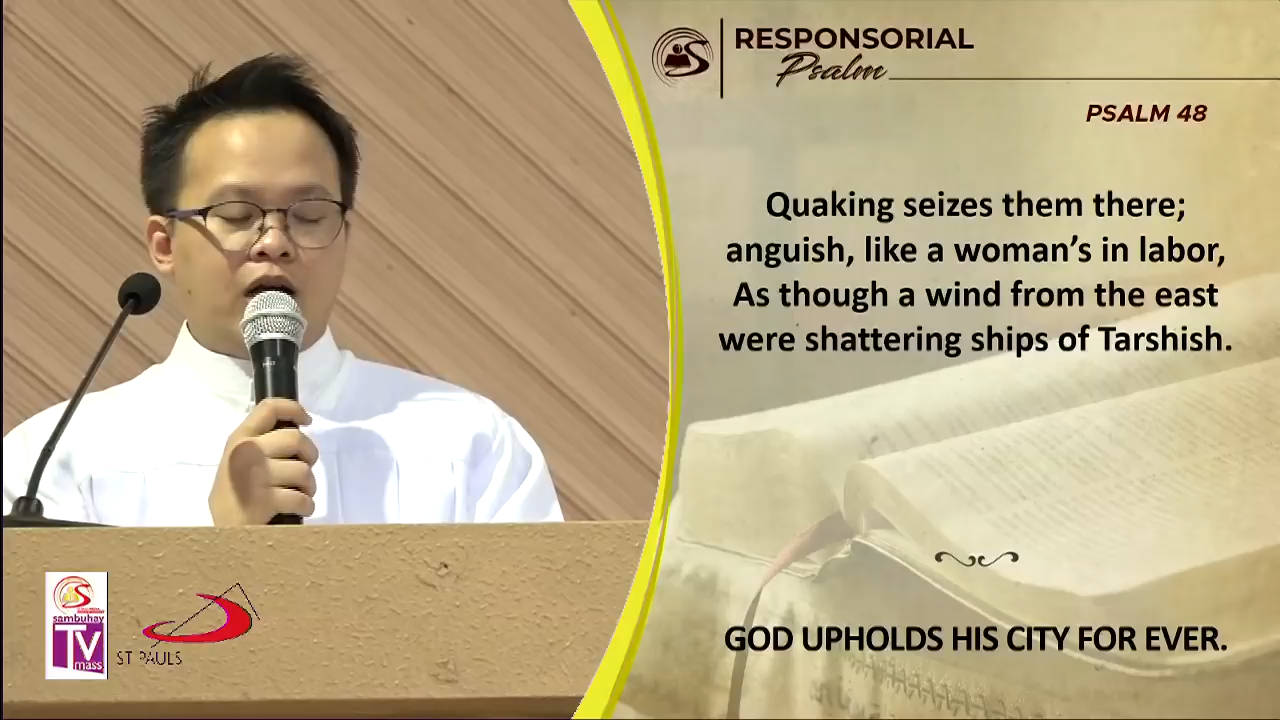 RESPONSORIAL
Psalm
PSALM 48
Quaking seizes them there;
anguish, like a woman’s in labor,
As though a wind from the east
were shattering ships of Tarshish.
GOD UPHOLDS HIS CITY FOR EVER.
sambuhay
TV
mass
ST PAULS